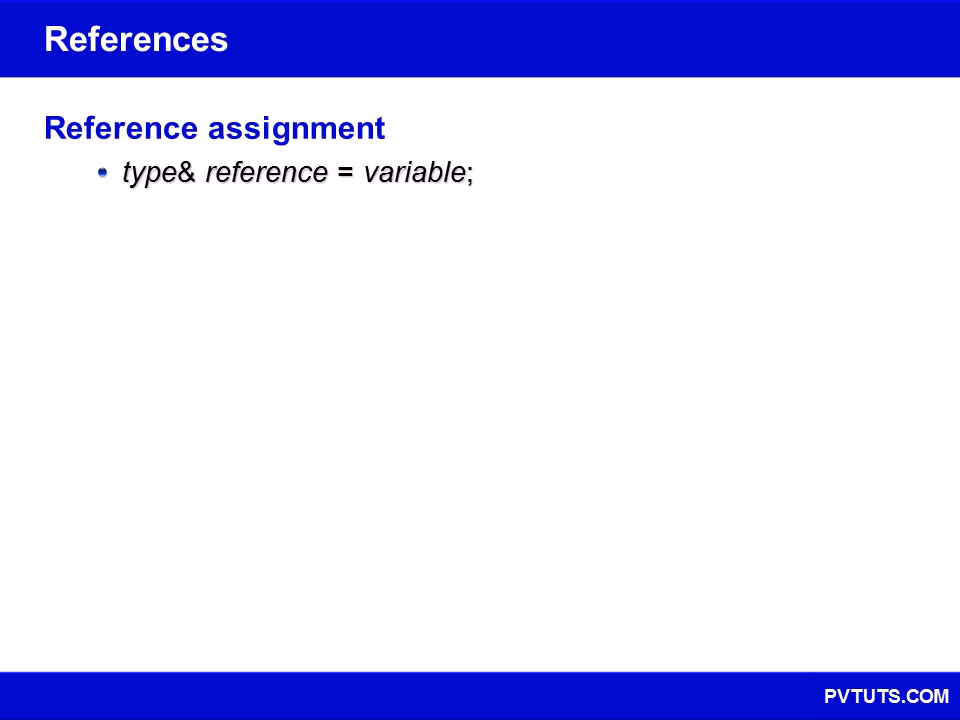 References
Reference assignment
type& reference = variable;
PVTUTS.COM